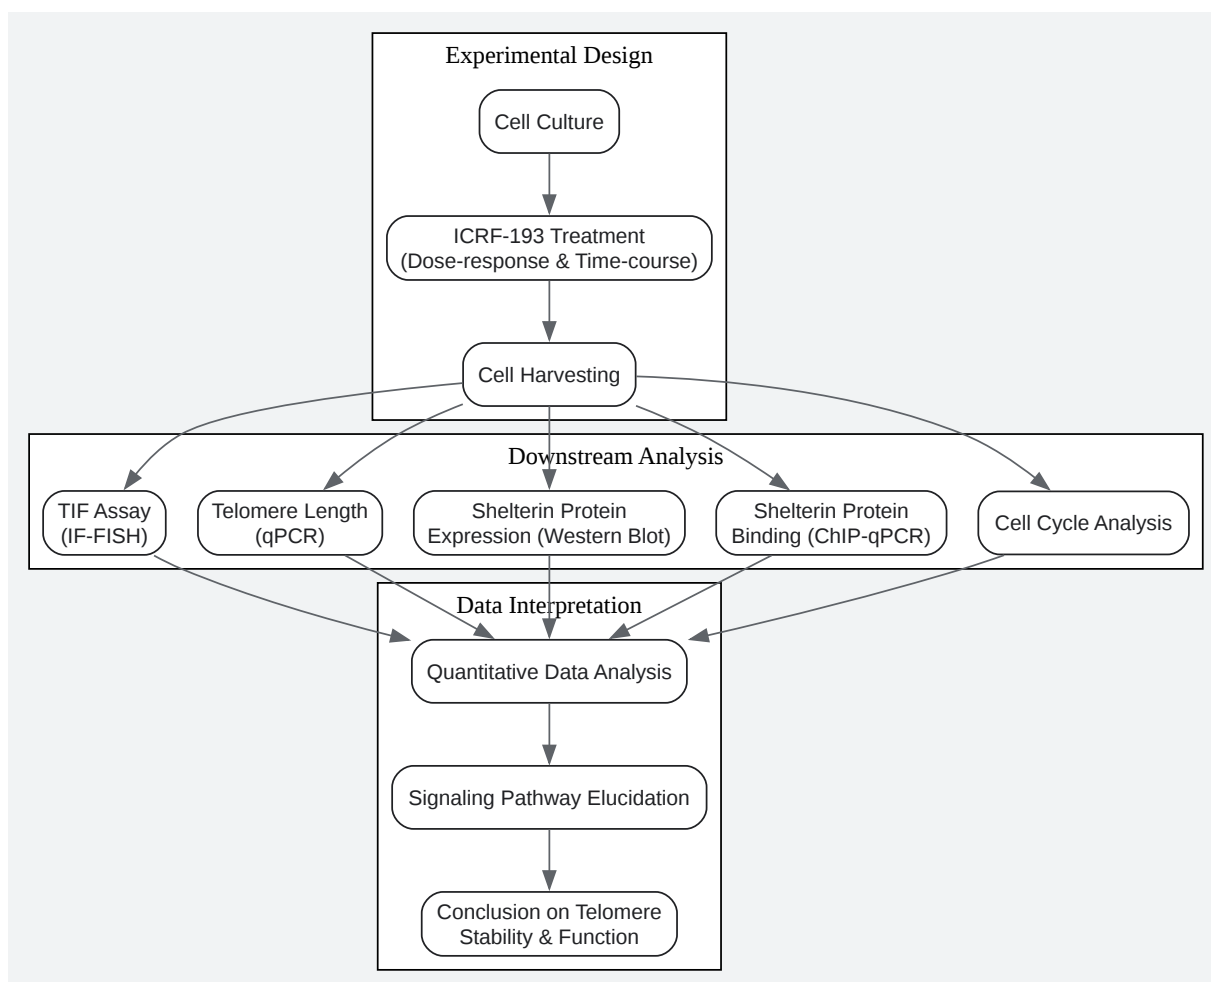 Experimental Design
Cell Culture
ICRF-193 Treatment
(Dose-response & Time-course)
Cell Harvesting
Downstream Analysis
TIF Assay
(IF-FISH)
Telomere Length
(qPCR)
Shelterin Protein
Expression (Western Blot)
Shelterin Protein
Binding (ChIP-qPCR)
Cell Cycle Analysis
Data Interpretation
Quantitative Data Analysis
Signaling Pathway Elucidation
Conclusion on Telomere
Stability & Function